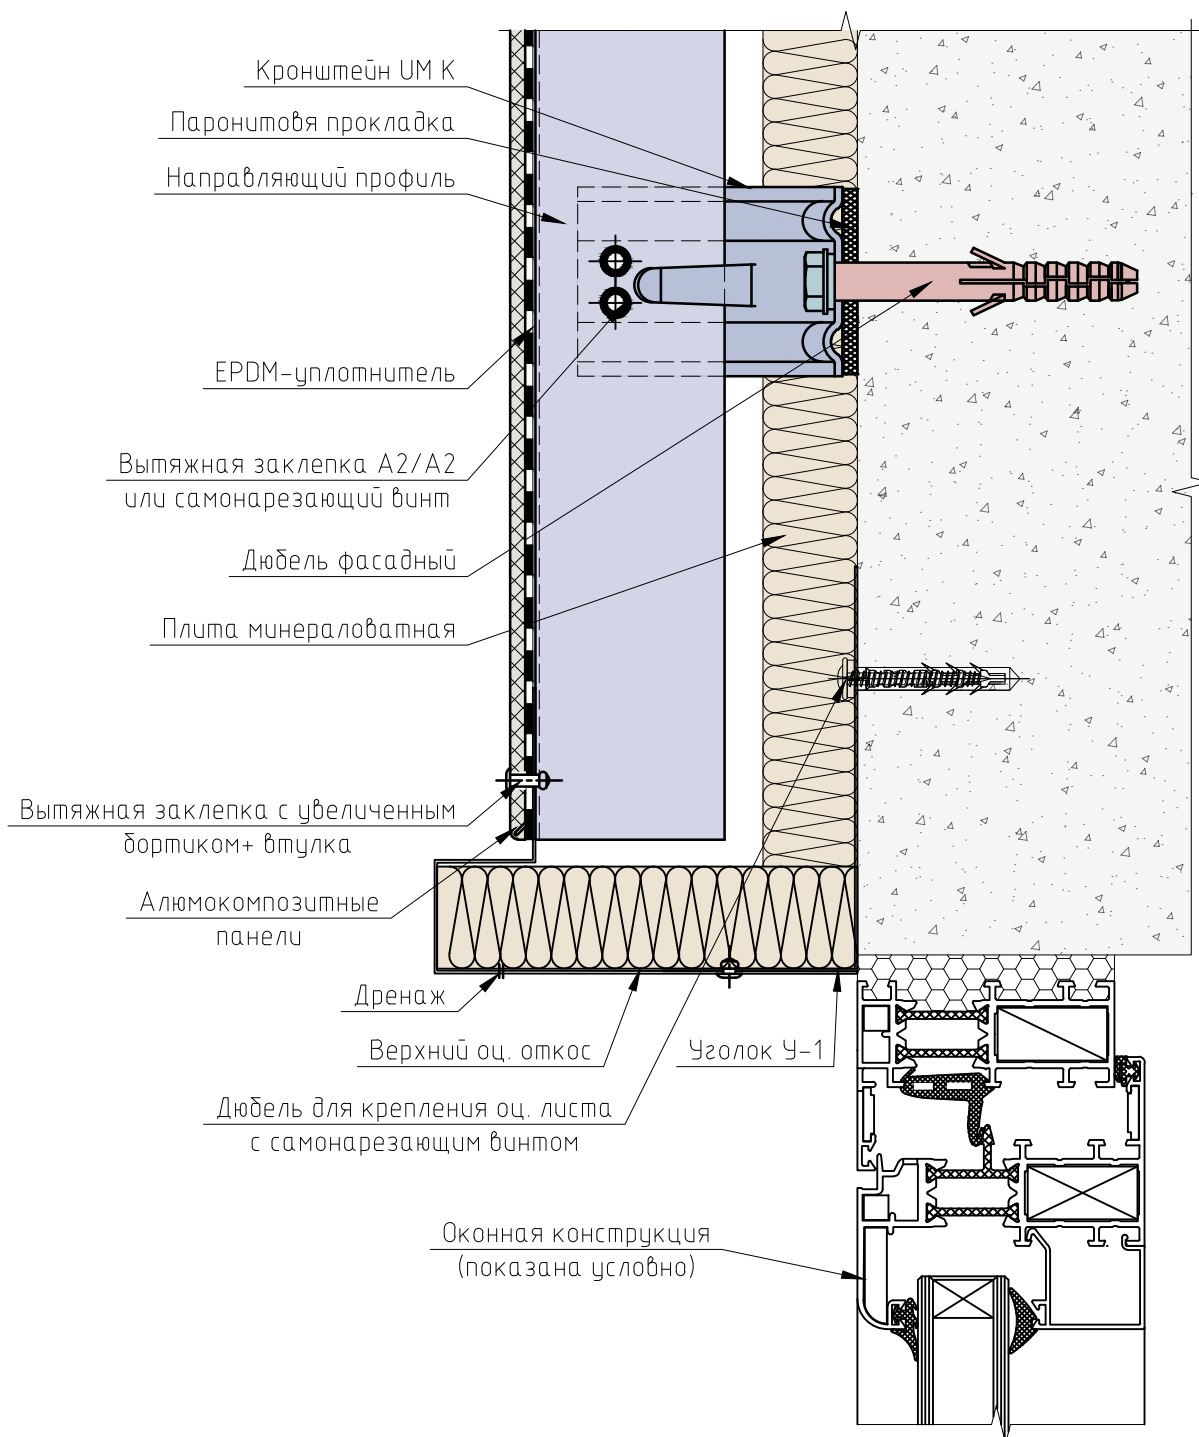 Кронштейн UM K
Паронитовя прокладка
Направляющий профиль
EPDM-уплотнитель
Вытяжная заклепка А2/А2
или самонарезающий винт
Дюбель фасадный
Плита минераловатная
Вытяжная заклепка с увеличенным
бортиком+ втулка
Алюмокомпозитные
панели
Дренаж
Верхний оц. откос
Уголок У-1
Дюбель для крепления оц. листа
с самонарезающим винтом
Оконная конструкция
(показана условно)